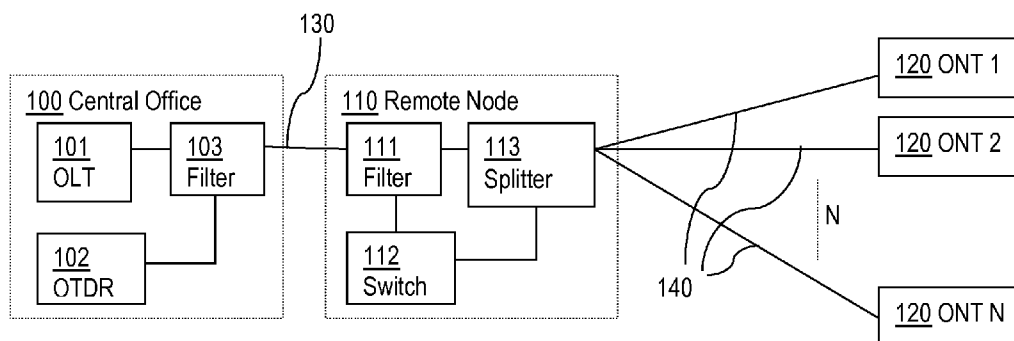 130
100 Central Office
110 Remote Node
101
OLT
103
Filter
111
Filter
113
Splitter
102
OTDR
112
Switch
120 ONT 1
120 ONT 2
N
140
120 ONT N